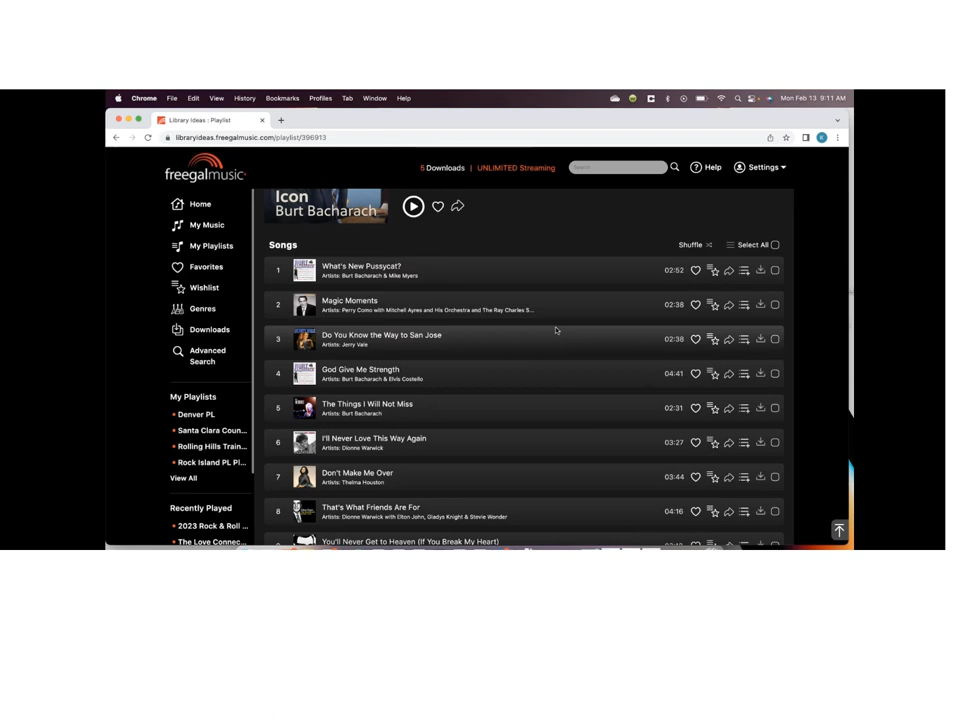 Chrome File Edit View History Bookmarks Profiles Tab Window Help Mon Feb 13 9:11 AM
Library Ideas : Playlist
libraryideas.freegalmusic.com/playlist/396913
K
freegalmusic
5 Downloads | UNLIMITED Streaming
Search
Help
Settings
Home
My Music
My Playlists
Favorites
Wishlist
Genres
Downloads
Advanced
Search
My Playlists
Denver PL
Santa Clara Coun...
Rolling Hills Train...
Rock Island PL Pl...
View All
Recently Played
2023 Rock & Roll ...
The Love Connec...
Icon
Burt Bacharach
Songs
Shuffle
Select All
1 What's New Pussycat? 02:52
Artists: Burt Bacharach & Mike Myers
2 Magic Moments 02:38
Artists: Perry Como with Mitchell Ayres and His Orchestra and The Ray Charles S...
3 Do You Know the Way to San Jose 02:38
Artists: Jerry Vale
4 God Give Me Strength 04:41
Artists: Burt Bacharach & Elvis Costello
5 The Things I Will Not Miss 02:31
Artists: Burt Bacharach
6 I'll Never Love This Way Again 03:27
Artists: Dionne Warwick
7 Don't Make Me Over 03:44
Artists: Thelma Houston
8 That's What Friends Are For 04:16
Artists: Dionne Warwick with Elton John, Gladys Knight & Stevie Wonder
You'll Never Get to Heaven (If You Break My Heart)